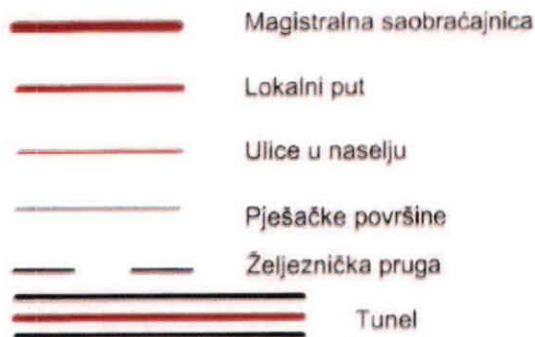 Magistralna saobraćajnica
Lokalni put
Ulice u naselju
Pješačke površine
Željeznička pruga
Tunel